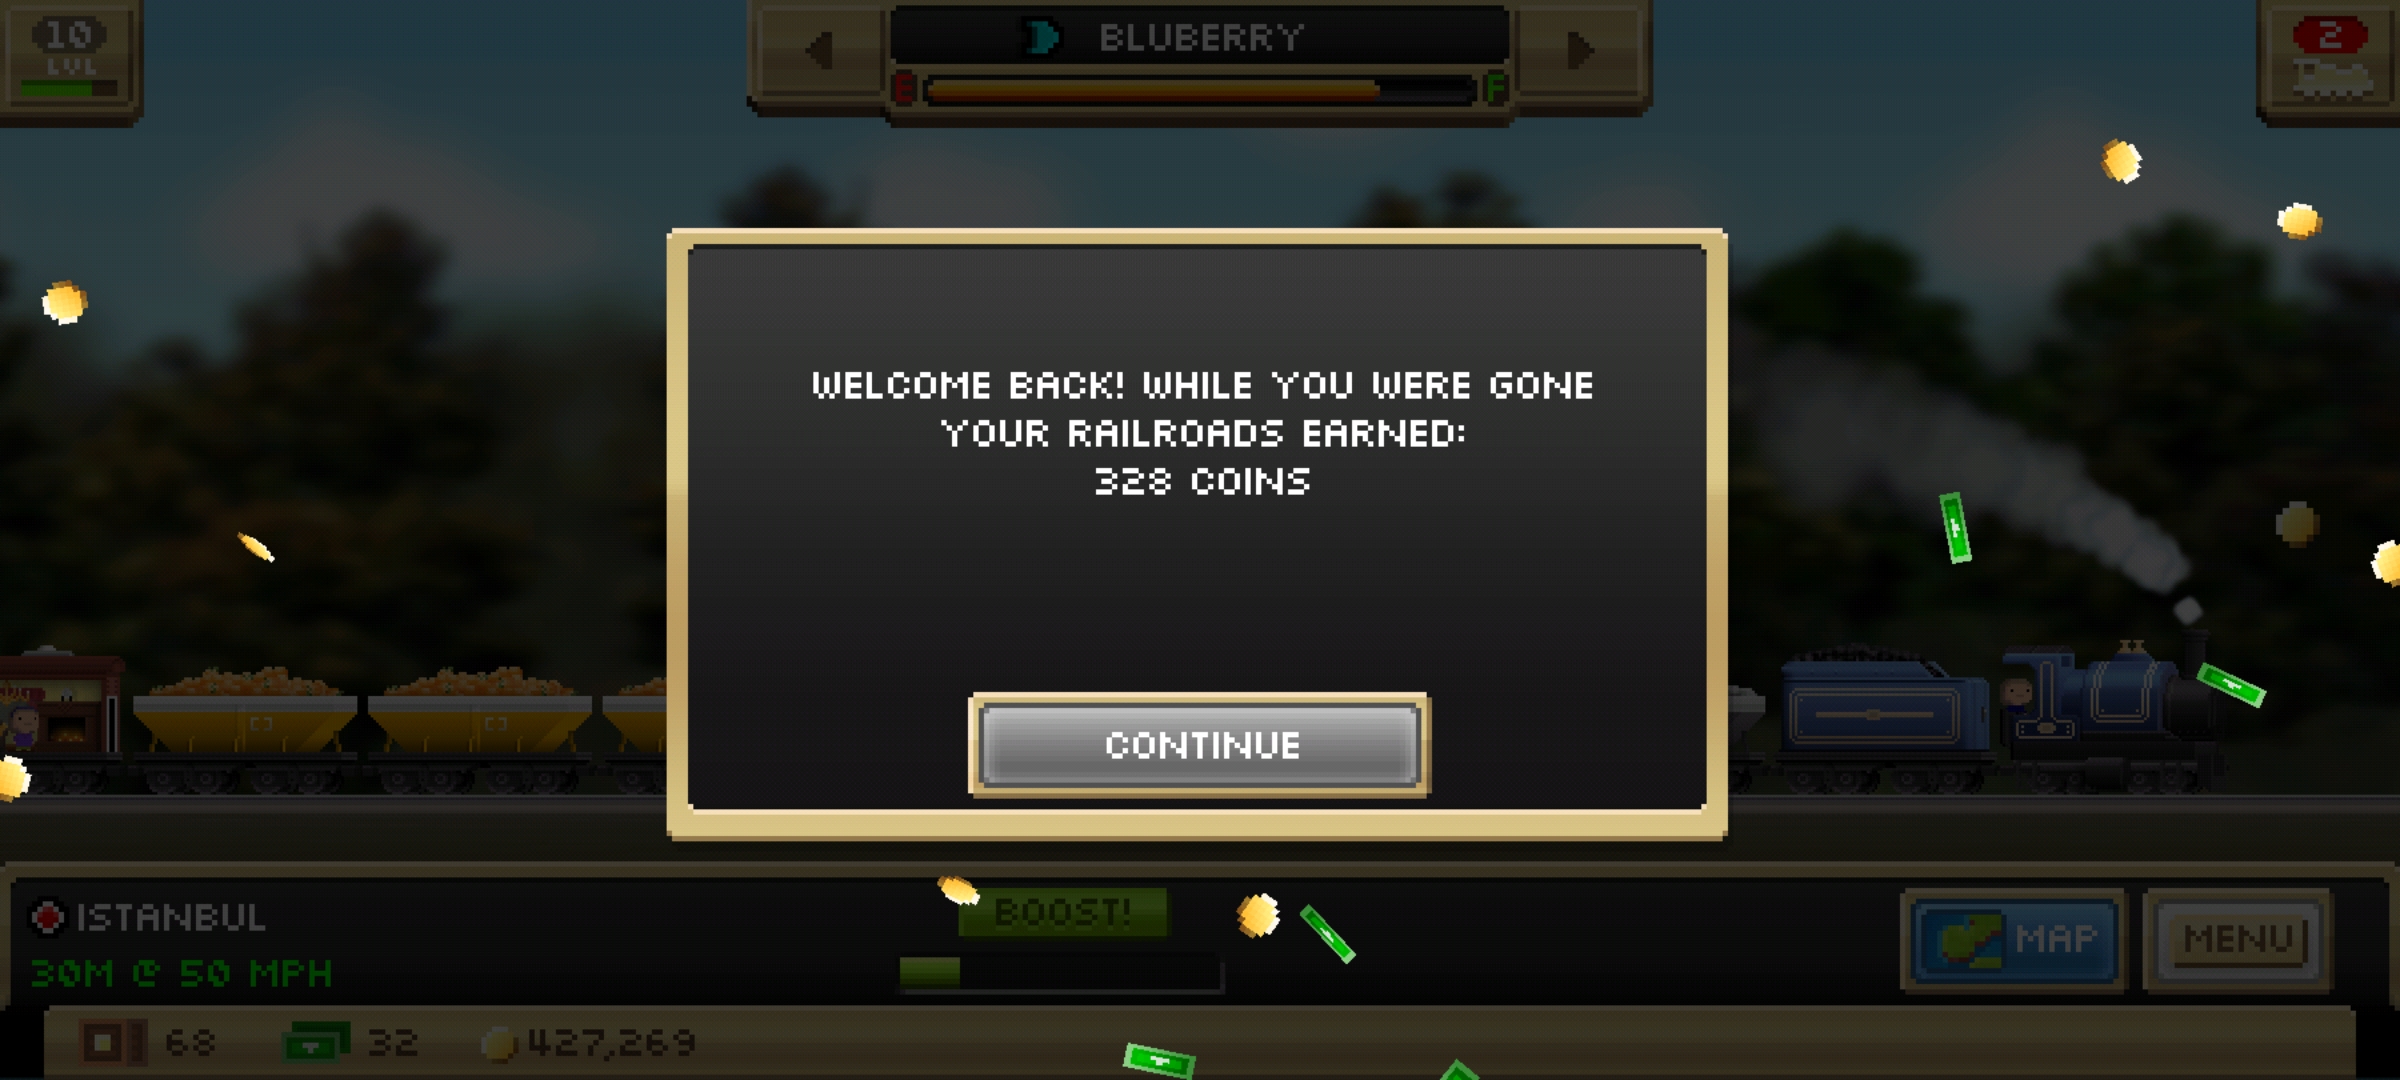 10
LVL
BLUBERRY
E
F
2
WELCOME BACK! WHILE YOU WERE GONE
YOUR RAILROADS EARNED:
328 COINS
CONTINUE
ISTANBUL
30M @ 50 MPH
BOOST!
MAP
MENU
68
32
427,269